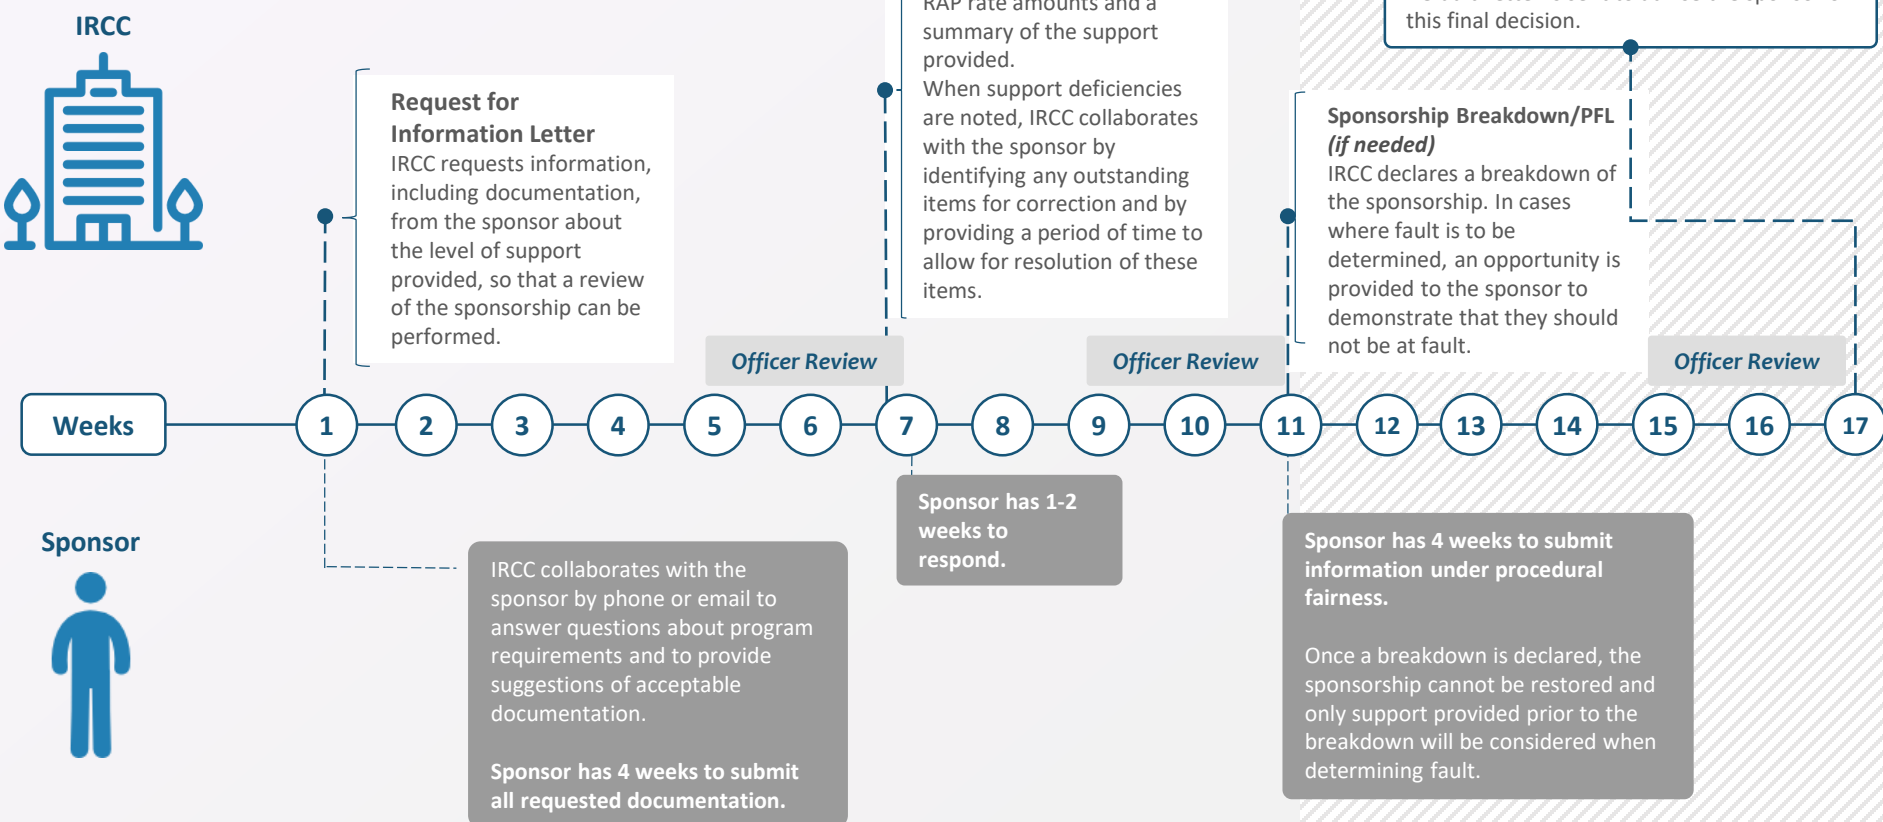 IRCC
Request for
Information Letter
IRCC requests information,
including documentation,
from the sponsor about
the level of support
provided, so that a review
of the sponsorship can be
performed.
RAP rate amounts and a
summary of the support
provided.
When support deficiencies
are noted, IRCC collaborates
with the sponsor by
identifying any outstanding
items for correction and by
providing a period of time to
allow for resolution of these
items.
this final decision.
Sponsorship Breakdown/PFL
(if needed)
IRCC declares a breakdown of
the sponsorship. In cases
where fault is to be
determined, an opportunity is
provided to the sponsor to
demonstrate that they should
not be at fault.
Officer Review
Officer Review
Officer Review
Weeks
1
2
3
4
5
6
7
8
9
10
11
12
13
14
15
16
17
Sponsor
IRCC collaborates with the
sponsor by phone or email to
answer questions about program
requirements and to provide
suggestions of acceptable
documentation.
Sponsor has 4 weeks to submit
all requested documentation.
Sponsor has 1-2
weeks to
respond.
Sponsor has 4 weeks to submit
information under procedural
fairness.
Once a breakdown is declared, the
sponsorship cannot be restored and
only support provided prior to the
breakdown will be considered when
determining fault.